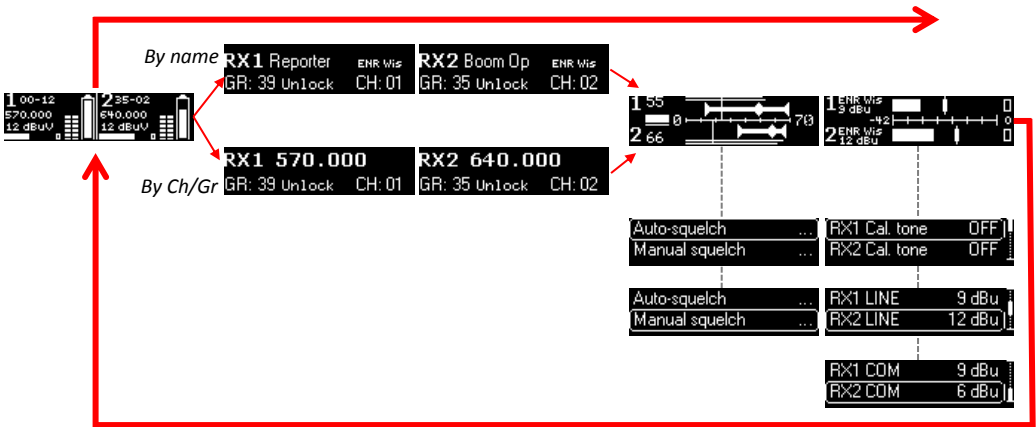 By name
RX1 Reporter ENR Wis
GR: 39 Unlock CH: 01
RX2 Boom Op ENR Wis
GR: 35 Unlock CH: 02
1 00-12
570.000
12 dBuV
2 35-02
640.000
12 dBuV
1 55
0 70
2 66
1 ENR Wis
9 dBu
-42 0
2 ENR Wis
12 dBu
By Ch/Gr
RX1 570.000
GR: 39 Unlock CH: 01
RX2 640.000
GR: 35 Unlock CH: 02
Auto-squelch ...
Manual squelch ...
RX1 Cal. tone OFF
RX2 Cal. tone OFF
Auto-squelch ...
Manual squelch ...
RX1 LINE 9 dBu
RX2 LINE 12 dBu
RX1 COM 9 dBu
RX2 COM 6 dBu